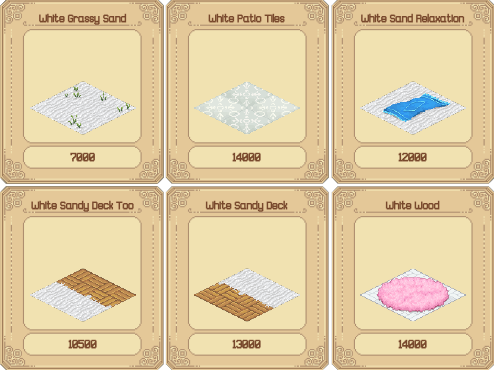 White Grassy Sand
White Patio Tiles
White Sand Relaxation
7000
14000
12000
White Sandy Deck Too
White Sandy Deck
White Wood
10500
13000
14000